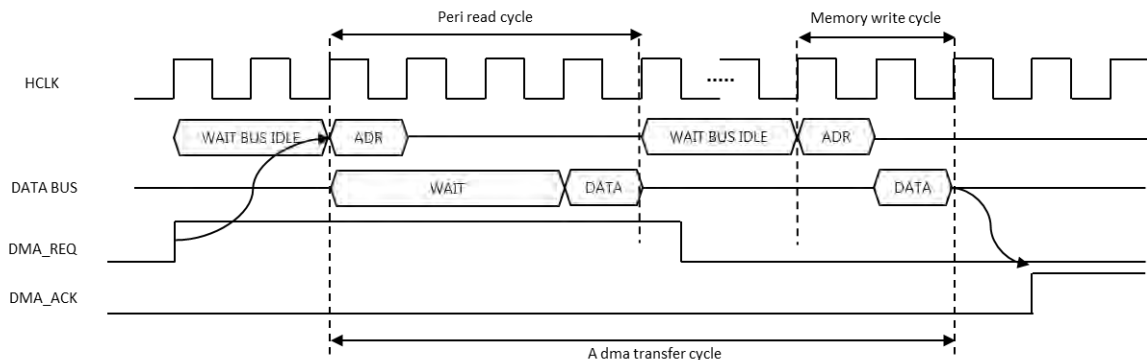 Peri read cycle
Memory write cycle
HCLK
.....
WAIT BUS IDLE
ADR
WAIT BUS IDLE
ADR
DATA BUS
WAIT
DATA
DATA
DMA_REQ
DMA_ACK
A dma transfer cycle